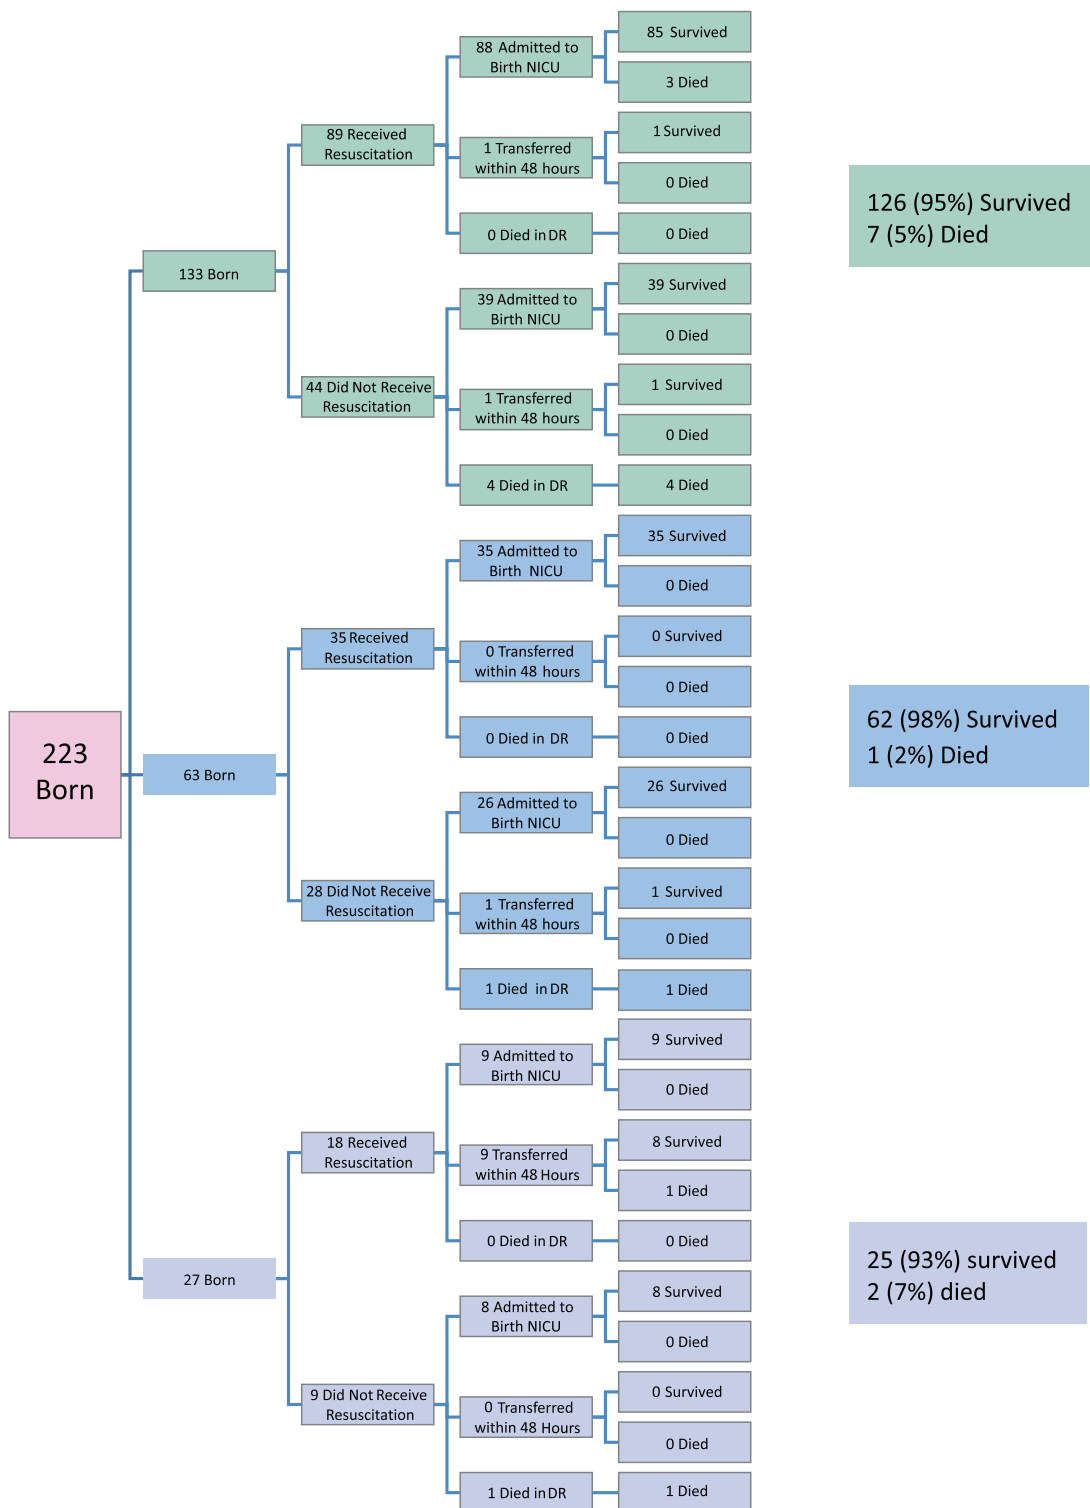 223
Born
133 Born
89 Received
Resuscitation
88 Admitted to
Birth NICU
85 Survived
3 Died
1 Transferred
within 48 hours
1 Survived
0 Died
0 Died in DR
0 Died
44 Did Not Receive
Resuscitation
39 Admitted to
Birth NICU
39 Survived
0 Died
1 Transferred
within 48 hours
1 Survived
0 Died
4 Died in DR
4 Died
126 (95%) Survived
7 (5%) Died
63 Born
35 Received
Resuscitation
35 Admitted to
Birth NICU
35 Survived
0 Died
0 Transferred
within 48 hours
0 Survived
0 Died
0 Died in DR
0 Died
28 Did Not Receive
Resuscitation
26 Admitted to
Birth NICU
26 Survived
0 Died
1 Transferred
within 48 hours
1 Survived
0 Died
1 Died in DR
1 Died
62 (98%) Survived
1 (2%) Died
27 Born
18 Received
Resuscitation
9 Admitted to
Birth NICU
9 Survived
0 Died
9 Transferred
within 48 Hours
8 Survived
1 Died
0 Died in DR
0 Died
9 Did Not Receive
Resuscitation
8 Admitted to
Birth NICU
8 Survived
0 Died
0 Transferred
within 48 Hours
0 Survived
0 Died
1 Died in DR
1 Died
25 (93%) survived
2 (7%) died